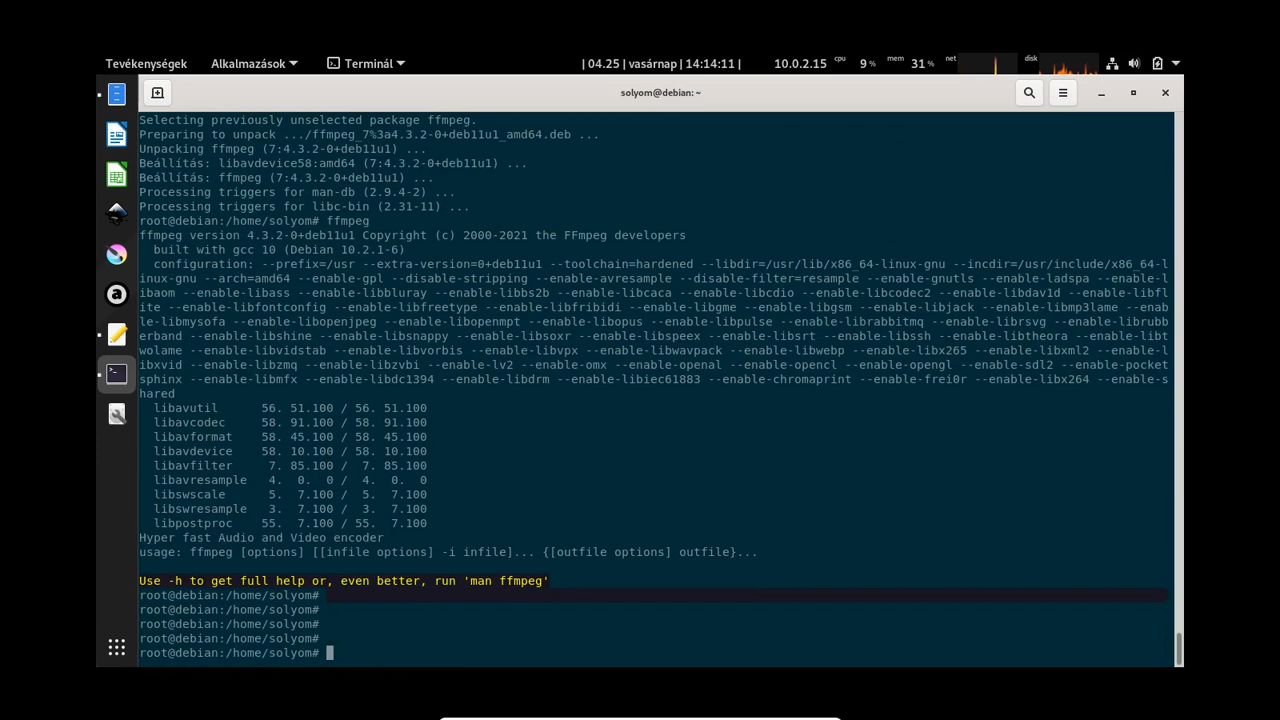 Tevékenységek Alkalmazások Terminál | 04.25 | vasárnap | 14:14:11 | 10.0.2.15 cpu 9 % mem 31 % net disk
solyom@debian: ~
Selecting previously unselected package ffmpeg.
Preparing to unpack .../ffmpeg_7%3a4.3.2-0+deb11u1_amd64.deb ...
Unpacking ffmpeg (7:4.3.2-0+deb11u1) ...
Beállítás: libavdevice58:amd64 (7:4.3.2-0+deb11u1) ...
Beállítás: ffmpeg (7:4.3.2-0+deb11u1) ...
Processing triggers for man-db (2.9.4-2) ...
Processing triggers for libc-bin (2.31-11) ...
root@debian:/home/solyom# ffmpeg
ffmpeg version 4.3.2-0+deb11u1 Copyright (c) 2000-2021 the FFmpeg developers
  built with gcc 10 (Debian 10.2.1-6)
  configuration: --prefix=/usr --extra-version=0+deb11u1 --toolchain=hardened --libdir=/usr/lib/x86_64-linux-gnu --incdir=/usr/include/x86_64-l
inux-gnu --arch=amd64 --enable-gpl --disable-stripping --enable-avresample --disable-filter=resample --enable-gnutls --enable-ladspa --enable-l
ibaom --enable-libass --enable-libbluray --enable-libbs2b --enable-libcaca --enable-libcdio --enable-libcodec2 --enable-libdav1d --enable-libfl
ite --enable-libfontconfig --enable-libfreetype --enable-libfribidi --enable-libgme --enable-libgsm --enable-libjack --enable-libmp3lame --enab
le-libmysofa --enable-libopenjpeg --enable-libopenmpt --enable-libopus --enable-libpulse --enable-librabbitmq --enable-librsvg --enable-librubb
erband --enable-libshine --enable-libsnappy --enable-libsoxr --enable-libspeex --enable-libsrt --enable-libssh --enable-libtheora --enable-libt
wolame --enable-libvidstab --enable-libvorbis --enable-libvpx --enable-libwavpack --enable-libwebp --enable-libx265 --enable-libxml2 --enable-l
ibxvid --enable-libzmq --enable-libzvbi --enable-lv2 --enable-omx --enable-openal --enable-opencl --enable-opengl --enable-sdl2 --enable-pocket
sphinx --enable-libmfx --enable-libdc1394 --enable-libdrm --enable-libiec61883 --enable-chromaprint --enable-frei0r --enable-libx264 --enable-s
hared
  libavutil      56. 51.100 / 56. 51.100
  libavcodec     58. 91.100 / 58. 91.100
  libavformat    58. 45.100 / 58. 45.100
  libavdevice    58. 10.100 / 58. 10.100
  libavfilter     7. 85.100 /  7. 85.100
  libavresample   4.  0.  0 /  4.  0.  0
  libswscale      5.  7.100 /  5.  7.100
  libswresample   3.  7.100 /  3.  7.100
  libpostproc    55.  7.100 / 55.  7.100
Hyper fast Audio and Video encoder
usage: ffmpeg [options] [[infile options] -i infile]... {[outfile options] outfile}...
Use -h to get full help or, even better, run 'man ffmpeg'
root@debian:/home/solyom#
root@debian:/home/solyom#
root@debian:/home/solyom#
root@debian:/home/solyom#
root@debian:/home/solyom#